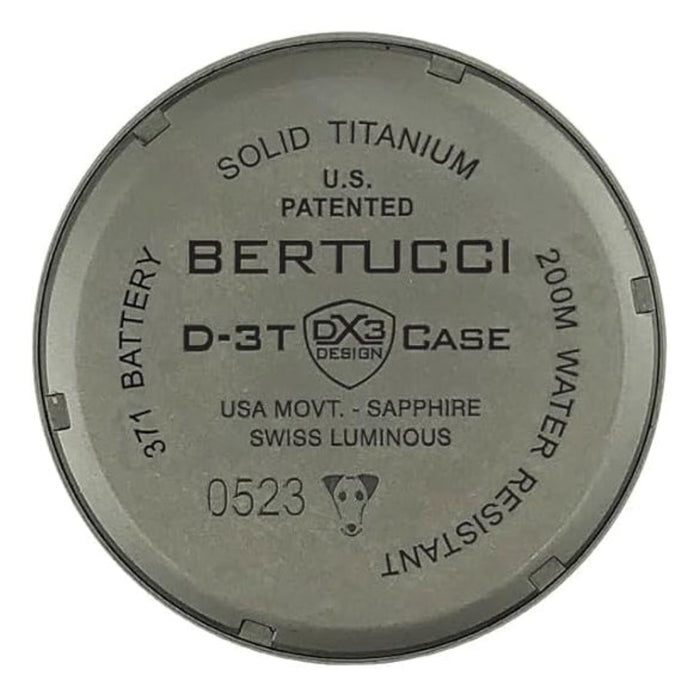 SOLID TITANIUM
U.S.
PATENTED
BERTUCCI
D-3T DX3 DESIGN CASE
USA MOVT. - SAPPHIRE
SWISS LUMINOUS
0523
371 BATTERY
200M WATER RESISTANT